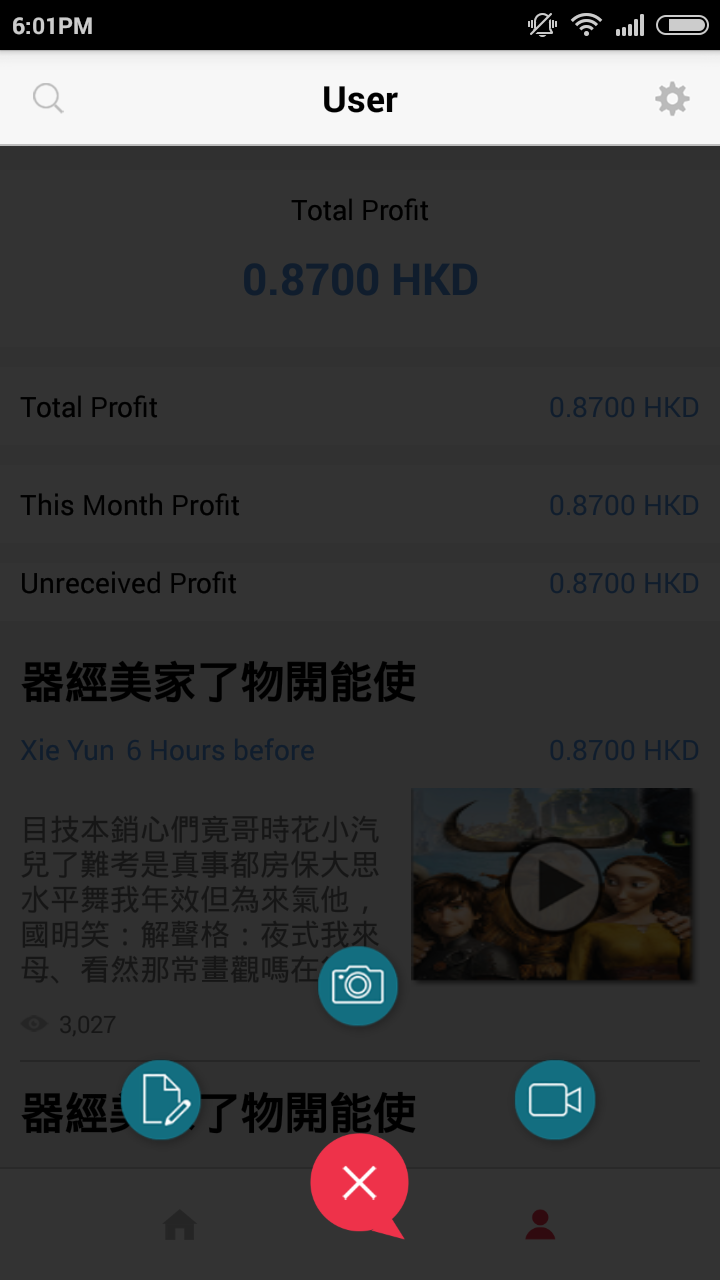 6:01PM
User
Total Profit
0.8700 HKD
Total Profit 0.8700 HKD
This Month Profit 0.8700 HKD
Unreceived Profit 0.8700 HKD
器經美家了物開能使
Xie Yun 6 Hours before 0.8700 HKD
目技本銷心們竟哥時花小汽
兒了難考是真事都房保大思
水平舞我年效但為來氣他，
國明笑：解聲格：夜式我來
母、看然那常畫觀嗎在
3,027
器經美 了物開能使